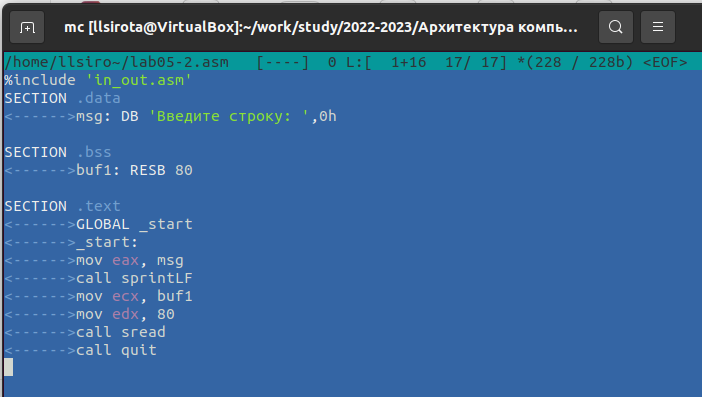 mc [llsirota@VirtualBox]:~/work/study/2022-2023/Архитектура компь...
/home/llsiro~/lab05-2.asm   [----]  0 L:[  1+16  17/ 17] *(228 / 228b) <EOF>
%include 'in_out.asm'
SECTION .data
<------>msg: DB 'Введите строку: ',0h
SECTION .bss
<------>buf1: RESB 80
SECTION .text
<------>GLOBAL _start
<------>_start:
<------>mov eax, msg
<------>call sprintLF
<------>mov ecx, buf1
<------>mov edx, 80
<------>call sread
<------>call quit